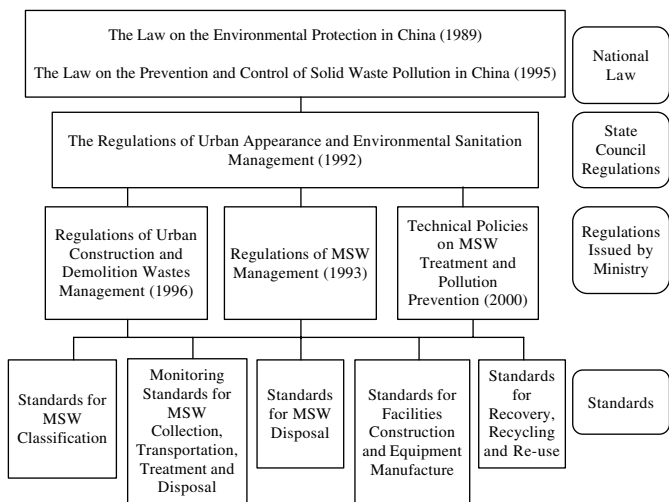 The Law on the Environmental Protection in China (1989)
The Law on the Prevention and Control of Solid Waste Pollution in China (1995)
National
Law
The Regulations of Urban Appearance and Environmental Sanitation
Management (1992)
State
Council
Regulations
Regulations of Urban
Construction and
Demolition Wastes
Management (1996)
Regulations of MSW
Management (1993)
Technical Policies
on MSW
Treatment and
Pollution
Prevention (2000)
Regulations
Issued by
Ministry
Standards for
MSW
Classification
Monitoring
Standards for
MSW
Collection,
Transportation,
Treatment and
Disposal
Standards
for MSW
Disposal
Standards for
Facilities
Construction
and Equipment
Manufacture
Standards
for
Recovery,
Recycling
and Re-use
Standards